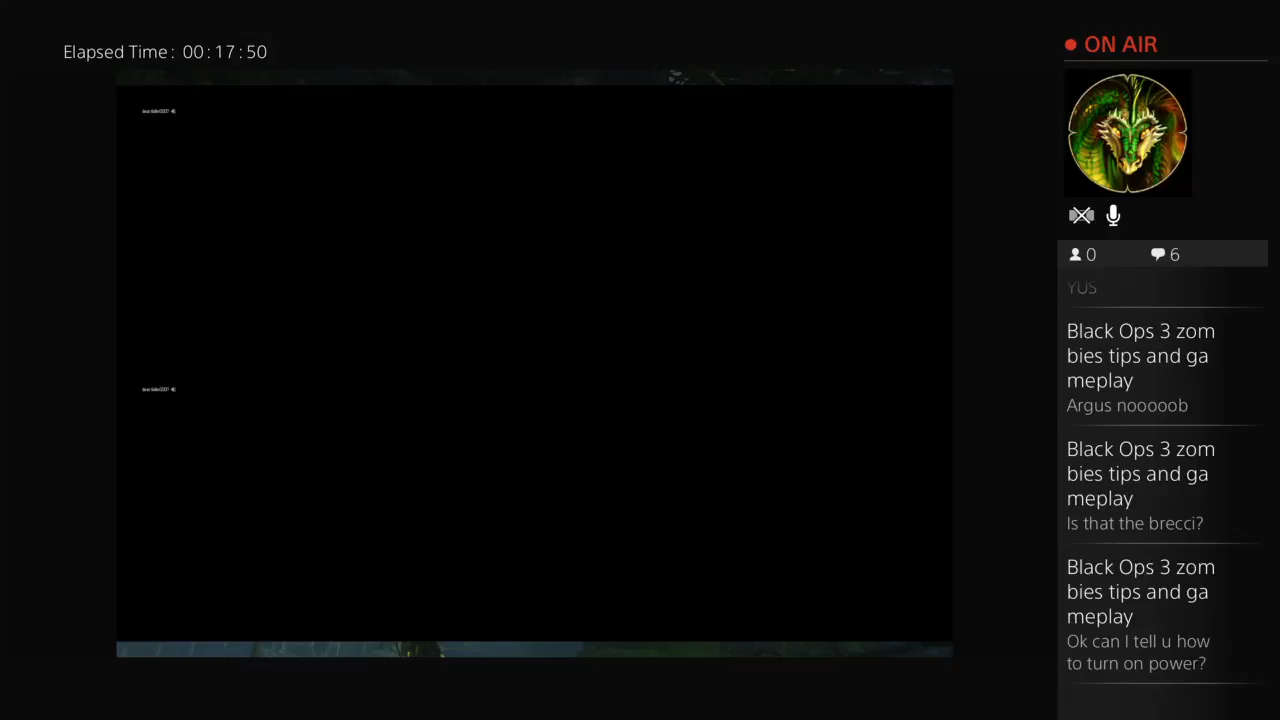 Elapsed Time: 00:17:50
ON AIR
0
6
YUS
Black Ops 3 zom
bies tips and ga
meplay
Argus nooooob
Black Ops 3 zom
bies tips and ga
meplay
Is that the brecci?
Black Ops 3 zom
bies tips and ga
meplay
Ok can I tell u how
to turn on power?